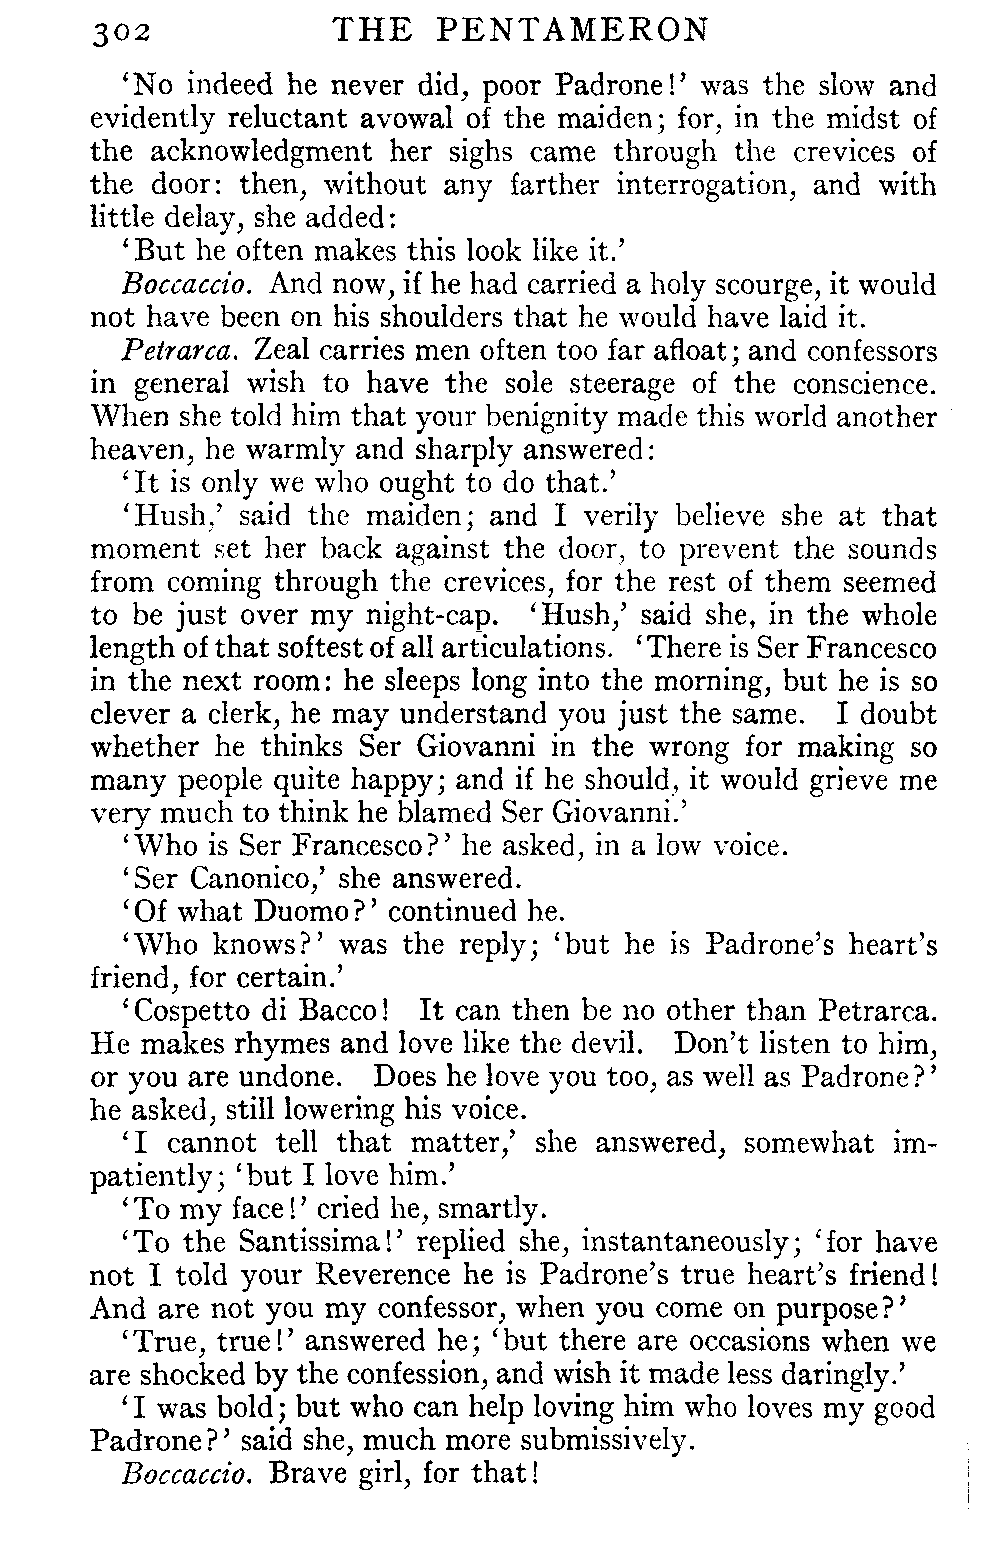 302 THE PENTAMERON
‘No indeed he never did, poor Padrone!’ was the slow and
evidently reluctant avowal of the maiden; for, in the midst of
the acknowledgment her sighs came through the crevices of
the door: then, without any farther interrogation, and with
little delay, she added:
‘But he often makes this look like it.’
Boccaccio. And now, if he had carried a holy scourge, it would
not have been on his shoulders that he would have laid it.
Petrarca. Zeal carries men often too far afloat; and confessors
in general wish to have the sole steerage of the conscience.
When she told him that your benignity made this world another
heaven, he warmly and sharply answered:
‘It is only we who ought to do that.’
‘Hush,’ said the maiden; and I verily believe she at that
moment set her back against the door, to prevent the sounds
from coming through the crevices, for the rest of them seemed
to be just over my night-cap. ‘Hush,’ said she, in the whole
length of that softest of all articulations. ‘There is Ser Francesco
in the next room: he sleeps long into the morning, but he is so
clever a clerk, he may understand you just the same. I doubt
whether he thinks Ser Giovanni in the wrong for making so
many people quite happy; and if he should, it would grieve me
very much to think he blamed Ser Giovanni.’
‘Who is Ser Francesco?’ he asked, in a low voice.
‘Ser Canonico,’ she answered.
‘Of what Duomo?’ continued he.
‘Who knows?’ was the reply; ‘but he is Padrone’s heart’s
friend, for certain.’
‘Cospetto di Bacco! It can then be no other than Petrarca.
He makes rhymes and love like the devil. Don’t listen to him,
or you are undone. Does he love you too, as well as Padrone?’
he asked, still lowering his voice.
‘I cannot tell that matter,’ she answered, somewhat im-
patiently; ‘but I love him.’
‘To my face!’ cried he, smartly.
‘To the Santissima!’ replied she, instantaneously; ‘for have
not I told your Reverence he is Padrone’s true heart’s friend!
And are not you my confessor, when you come on purpose?’
‘True, true!’ answered he; ‘but there are occasions when we
are shocked by the confession, and wish it made less daringly.’
‘I was bold; but who can help loving him who loves my good
Padrone?’ said she, much more submissively.
Boccaccio. Brave girl, for that!